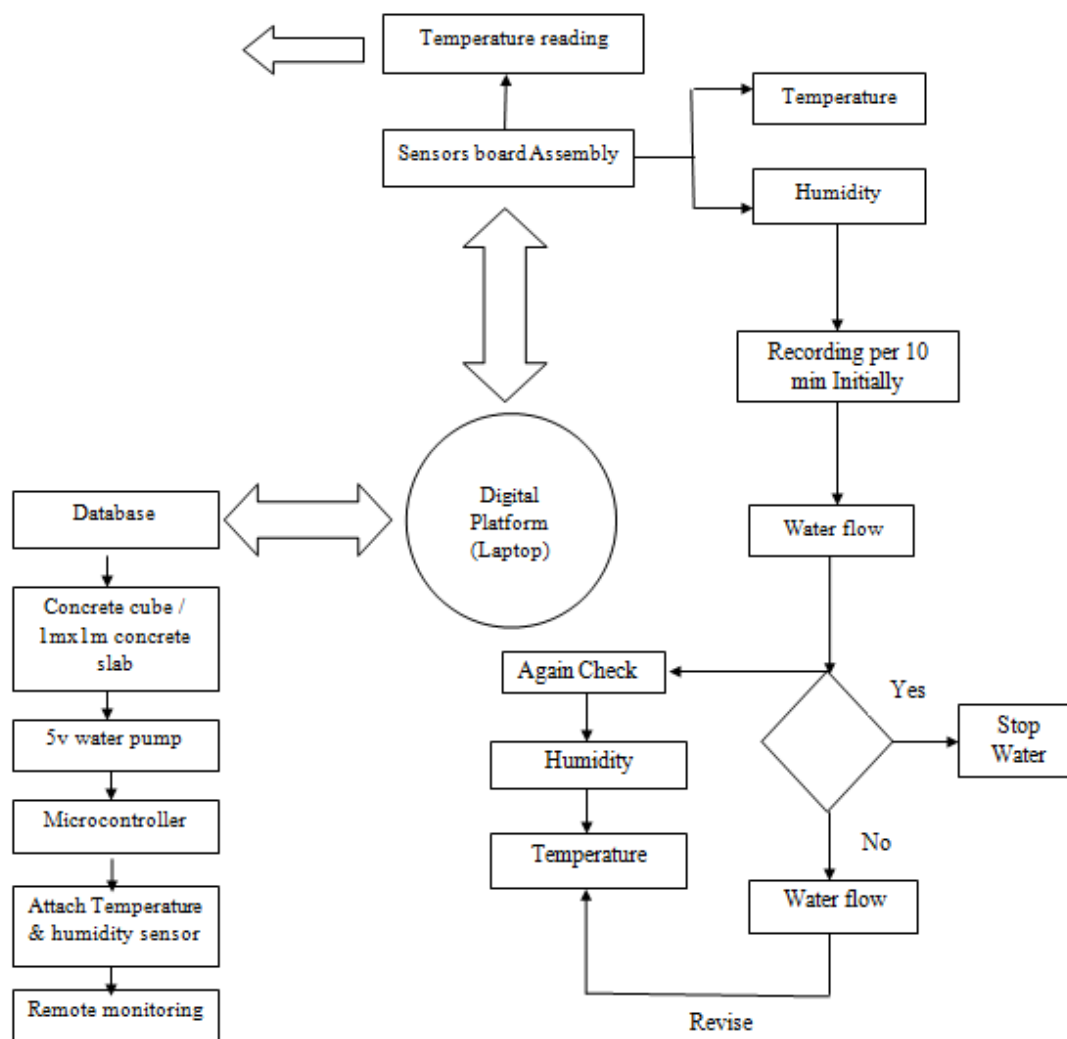 Temperature reading
Temperature
Sensors board Assembly
Humidity
Recording per 10
min Initially
Digital
Platform
(Laptop)
Database
Water flow
Concrete cube /
1mx1m concrete
slab
Again Check
Yes
Stop
Water
5v water pump
Humidity
Microcontroller
No
Temperature
Attach Temperature
& humidity sensor
Water flow
Remote monitoring
Revise